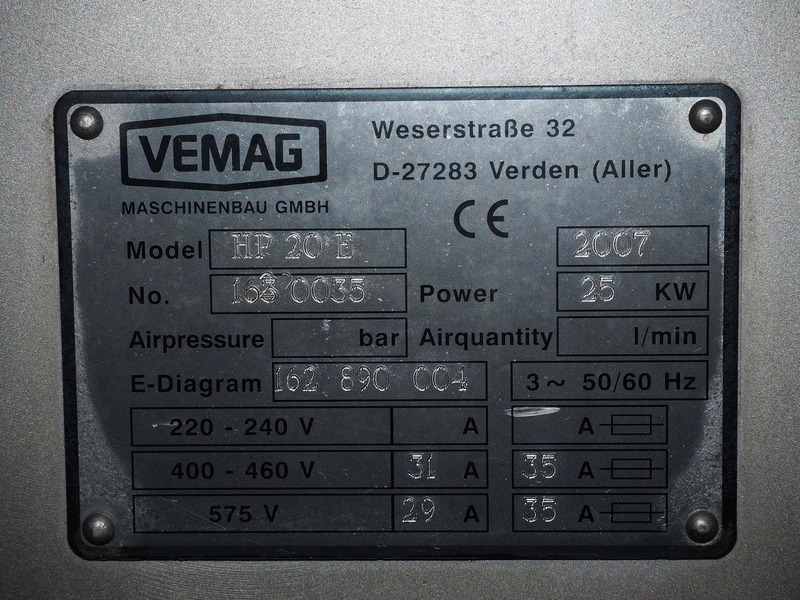 VEMAG
MASCHINENBAU GMBH
Weserstraße 32
D-27283 Verden (Aller)
CE
Model HP 20 E 2007
No. 0035 Power 25 KW
Airpressure bar Airquantity l/min
E-Diagram 162 890 004 3~ 50/60 Hz
220 - 240 V A A
400 - 460 V 31 A 35 A
575 V 29 A 35 A